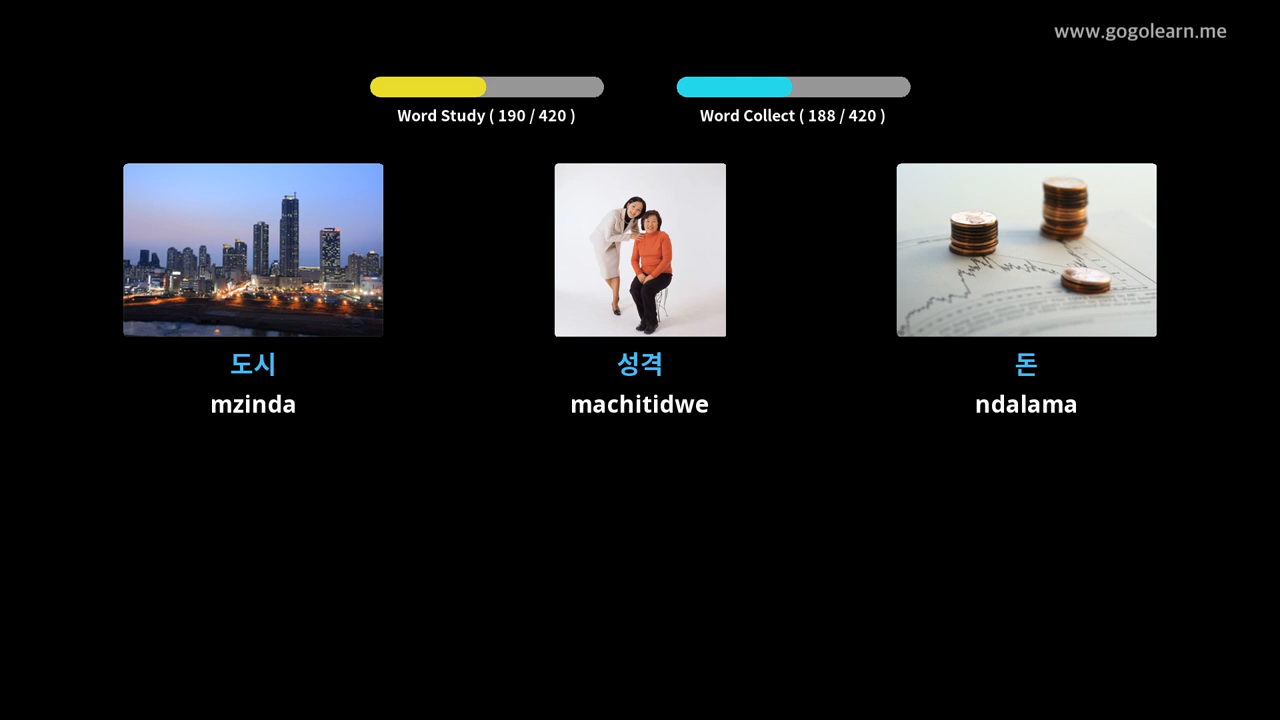 www.gogolearn.me
Word Study ( 190 / 420 )
Word Collect ( 188 / 420 )
도시
성격
돈
mzinda
machitidwe
ndalama